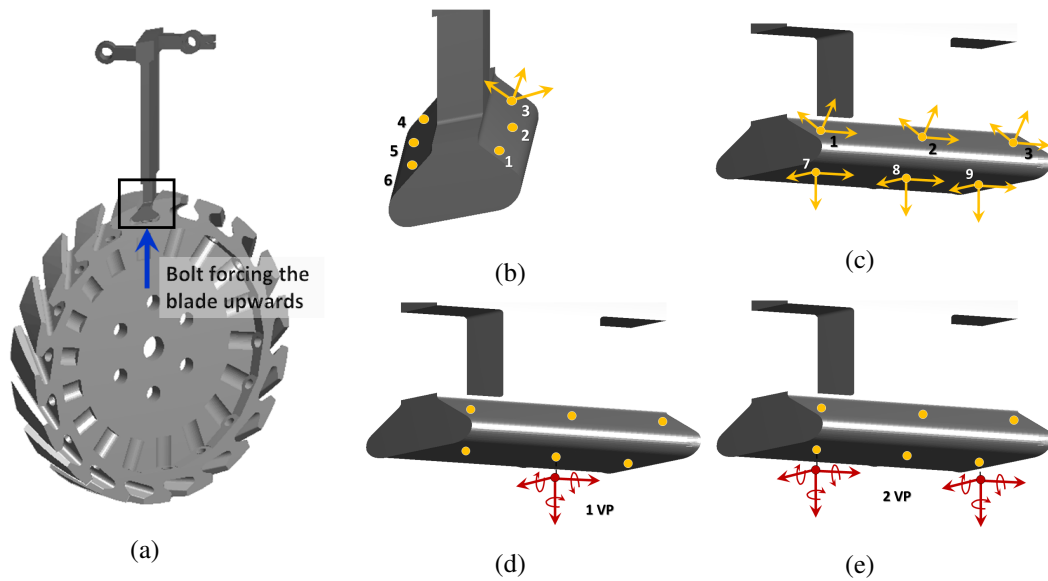 Bolt forcing the
blade upwards
(a)
3
2
1
4
5
6
(b)
1
2
3
7
8
9
(c)
1 VP
(d)
2 VP
(e)